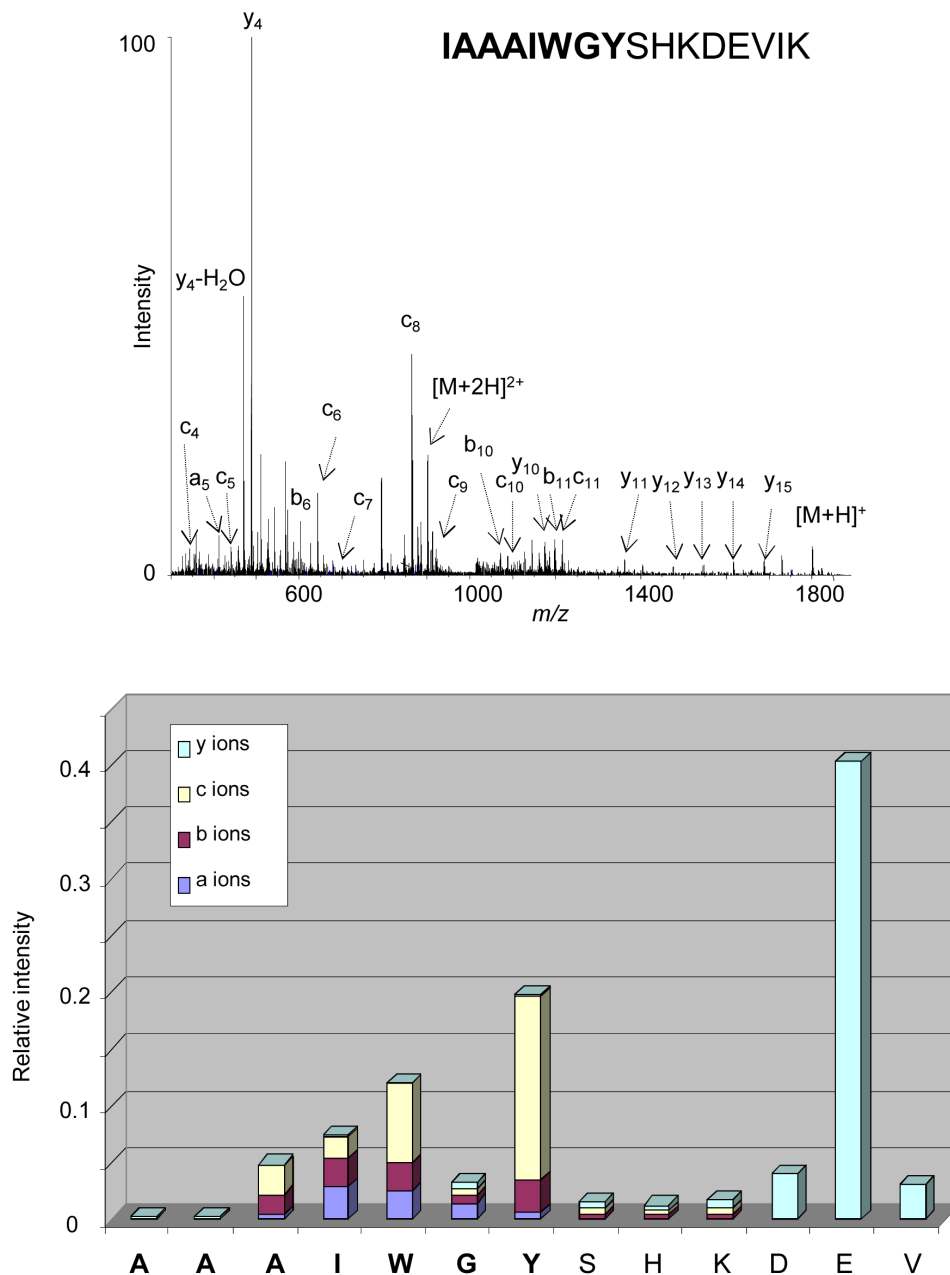 y₄
100
IAAAIWGYSHKDEVIK
Intensity
y₄-H₂O
c₈
[M+2H]²⁺
c₆
c₄
a₅ c₅
b₆
c₇
c₉
b₁₀
c₁₀
y₁₀
b₁₁ c₁₁
y₁₁ y₁₂ y₁₃ y₁₄ y₁₅
[M+H]⁺
0
600 1000 1400 1800
m/z
y ions
c ions
b ions
a ions
Relative intensity
0.4
0.3
0.2
0.1
0
A A A I W G Y S H K D E V